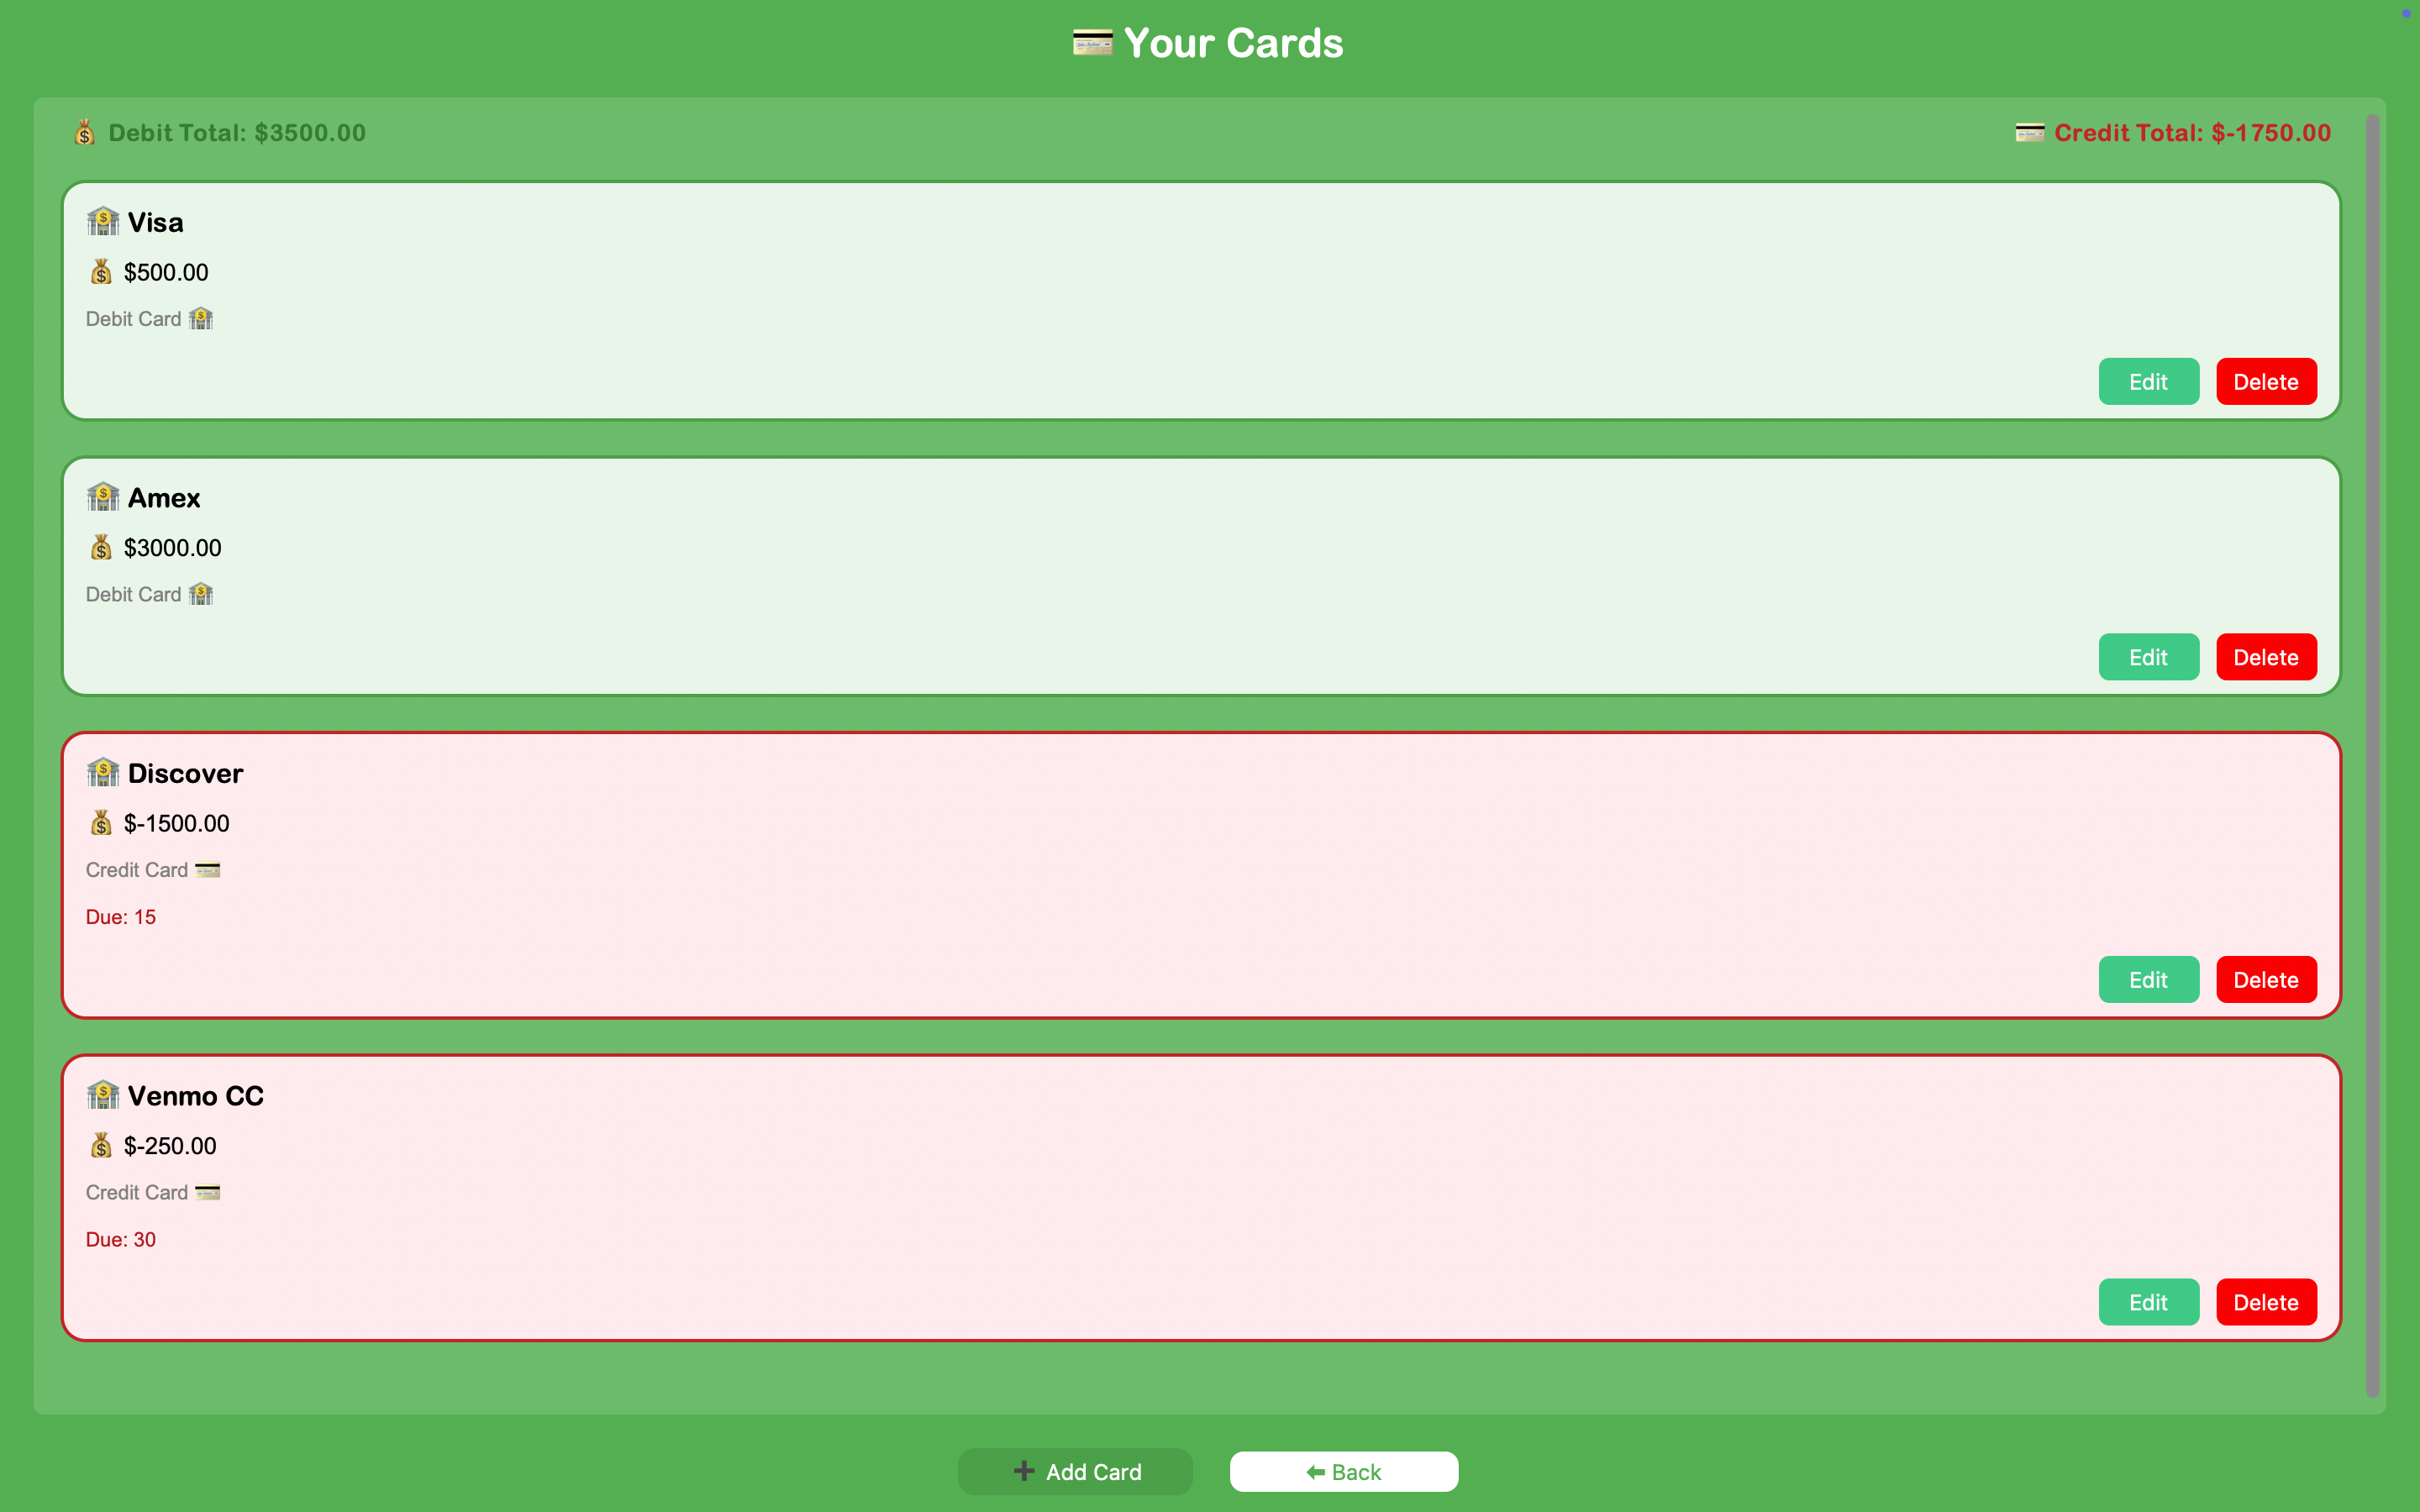 💳 Your Cards
💰 Debit Total: $3500.00
💳 Credit Total: $-1750.00
🏦 Visa
💰 $500.00
Debit Card 🏦
Edit
Delete
🏦 Amex
💰 $3000.00
Debit Card 🏦
Edit
Delete
🏦 Discover
💰 $-1500.00
Credit Card 💳
Due: 15
Edit
Delete
🏦 Venmo CC
💰 $-250.00
Credit Card 💳
Due: 30
Edit
Delete
➕ Add Card
⬅ Back